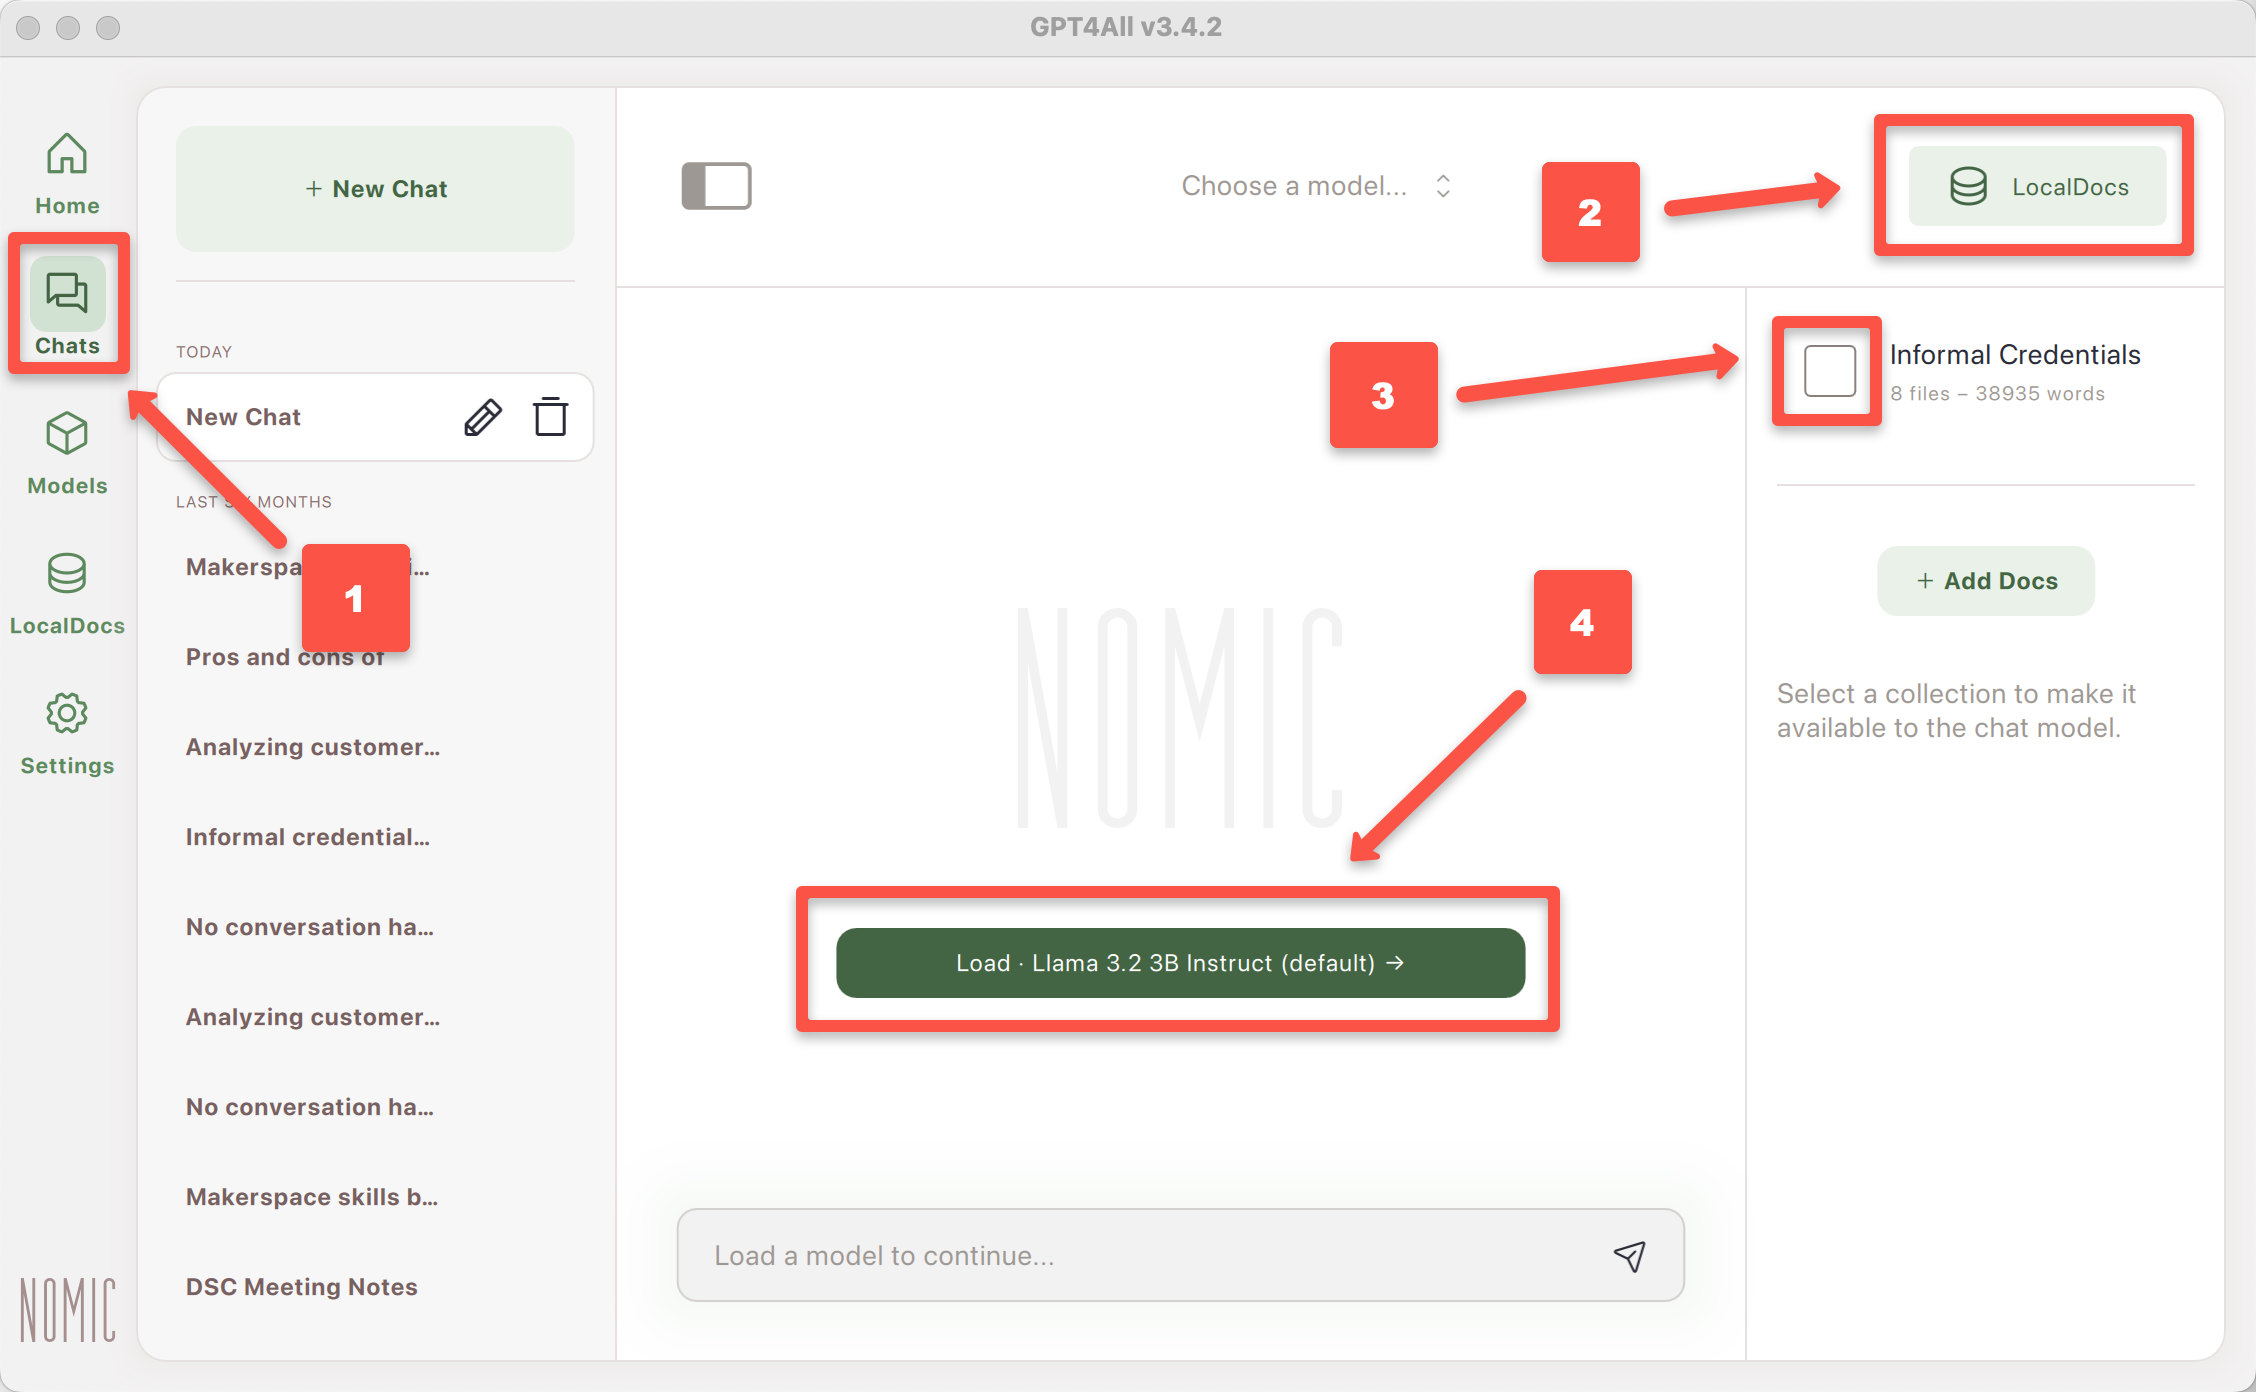 GPT4All v3.4.2
Home
Chats
Models
LocalDocs
Settings
NOMIC
+ New Chat
TODAY
New Chat
LAST S MONTHS
Makerspa i...
Pros and cons of
Analyzing customer...
Informal credential...
No conversation ha...
Analyzing customer...
No conversation ha...
Makerspace skills b...
DSC Meeting Notes
1
Choose a model...
2
LocalDocs
3
Informal Credentials
8 files – 38935 words
+ Add Docs
Select a collection to make it
available to the chat model.
4
NOMIC
Load · Llama 3.2 3B Instruct (default) →
Load a model to continue...